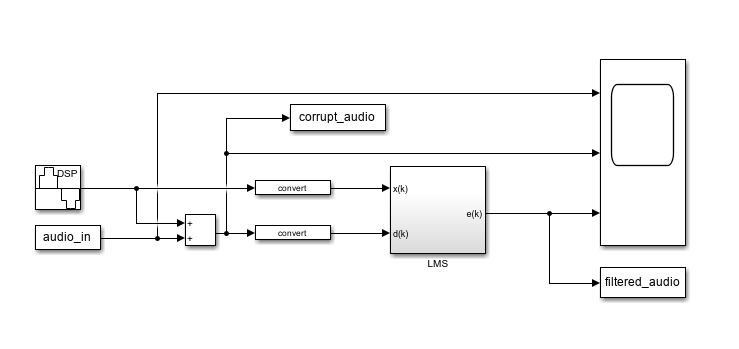 corrupt_audio
DSP
convert
x(k)
audio_in
+
+
convert
d(k)
e(k)
LMS
filtered_audio